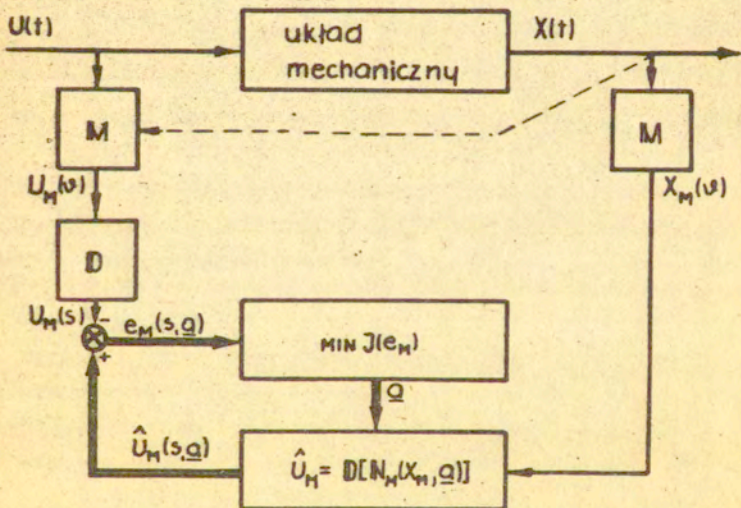 U(t)
układ
mechaniczny
X(t)
M
M
U_M(ϑ)
X_M(ϑ)
D
U_M(s)
-
e_M(s,a̲)
+
MIN J(e_M)
a̲
Û_M(s,a̲)
Û_M = D[N_M(X_M, a̲)]